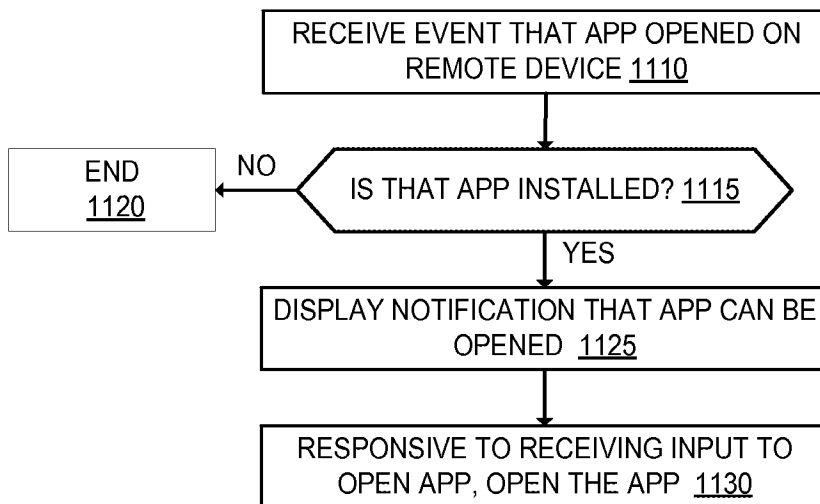 RECEIVE EVENT THAT APP OPENED ON
REMOTE DEVICE 1110
IS THAT APP INSTALLED? 1115
NO
END
1120
YES
DISPLAY NOTIFICATION THAT APP CAN BE
OPENED 1125
RESPONSIVE TO RECEIVING INPUT TO
OPEN APP, OPEN THE APP 1130